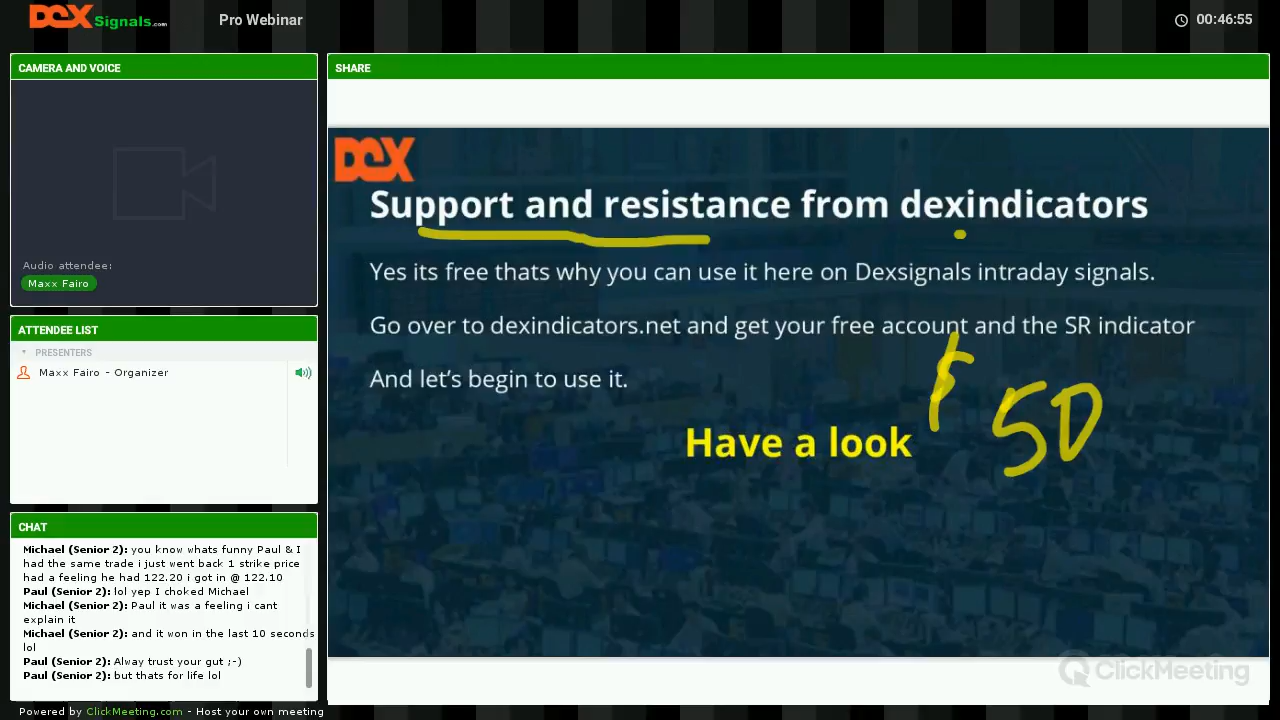 DEX Signals.com
Pro Webinar
00:46:55
CAMERA AND VOICE
Audio attendee:
Maxx Fairo
ATTENDEE LIST
PRESENTERS
Maxx Fairo - Organizer
CHAT
Michael (Senior 2): you know whats funny Paul & I
had the same trade i just went back 1 strike price
had a feeling he had 122.20 i got in @ 122.10
Paul (Senior 2): lol yep I choked Michael
Michael (Senior 2): Paul it was a feeling i cant
explain it
Michael (Senior 2): and it won in the last 10 seconds
lol
Paul (Senior 2): Alway trust your gut ;-)
Paul (Senior 2): but thats for life lol
Powered by ClickMeeting.com - Host your own meeting
SHARE
DEX
Support and resistance from dexindicators
Yes its free thats why you can use it here on Dexsignals intraday signals.
Go over to dexindicators.net and get your free account and the SR indicator
And let's begin to use it.
$ 50
Have a look
ClickMeeting